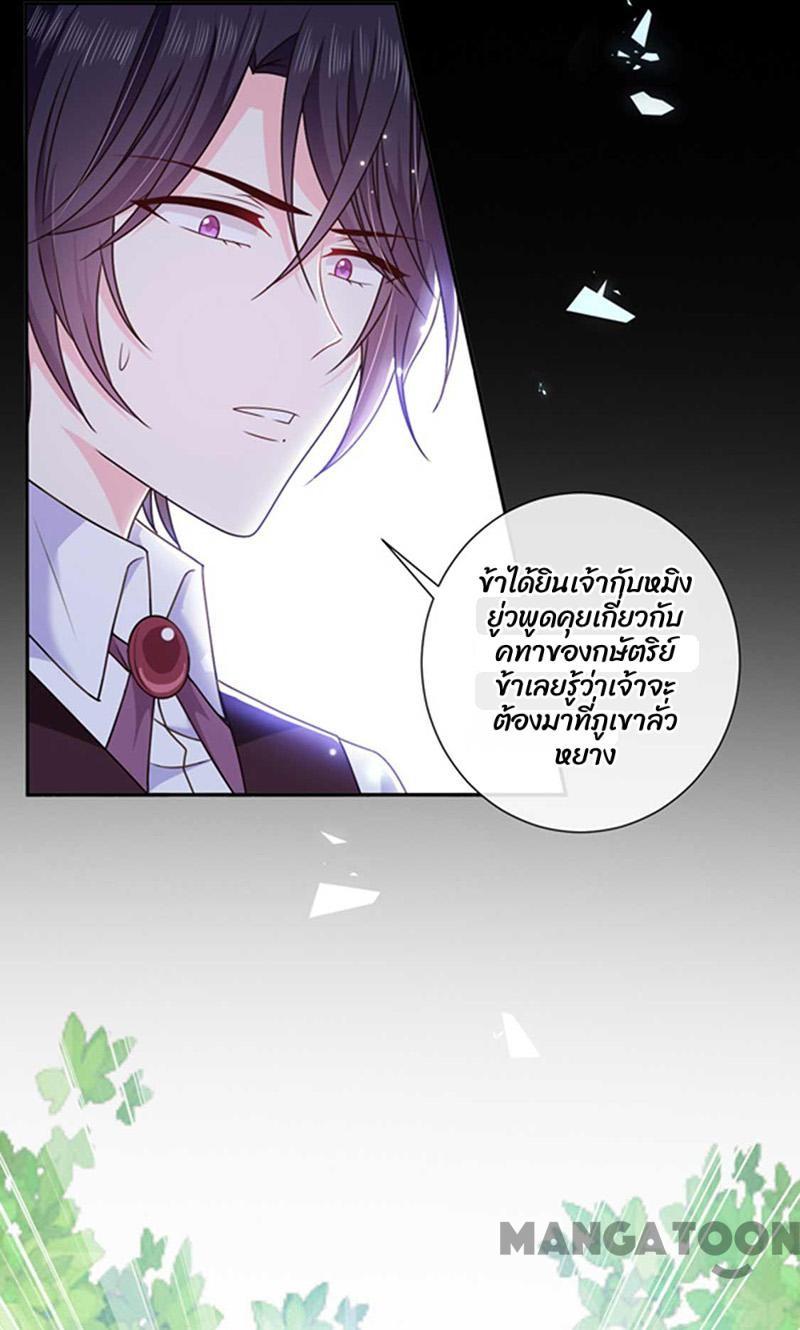 ข้าได้ยินเจ้ากับหมิง
ยู่วพูดคุยเกี่ยวกับ
คทาของกษัตริย์
ข้าเลยรู้ว่าเจ้าจะ
ต้องมาที่ภูเขาลั่ว
หยาง
MANGATOON